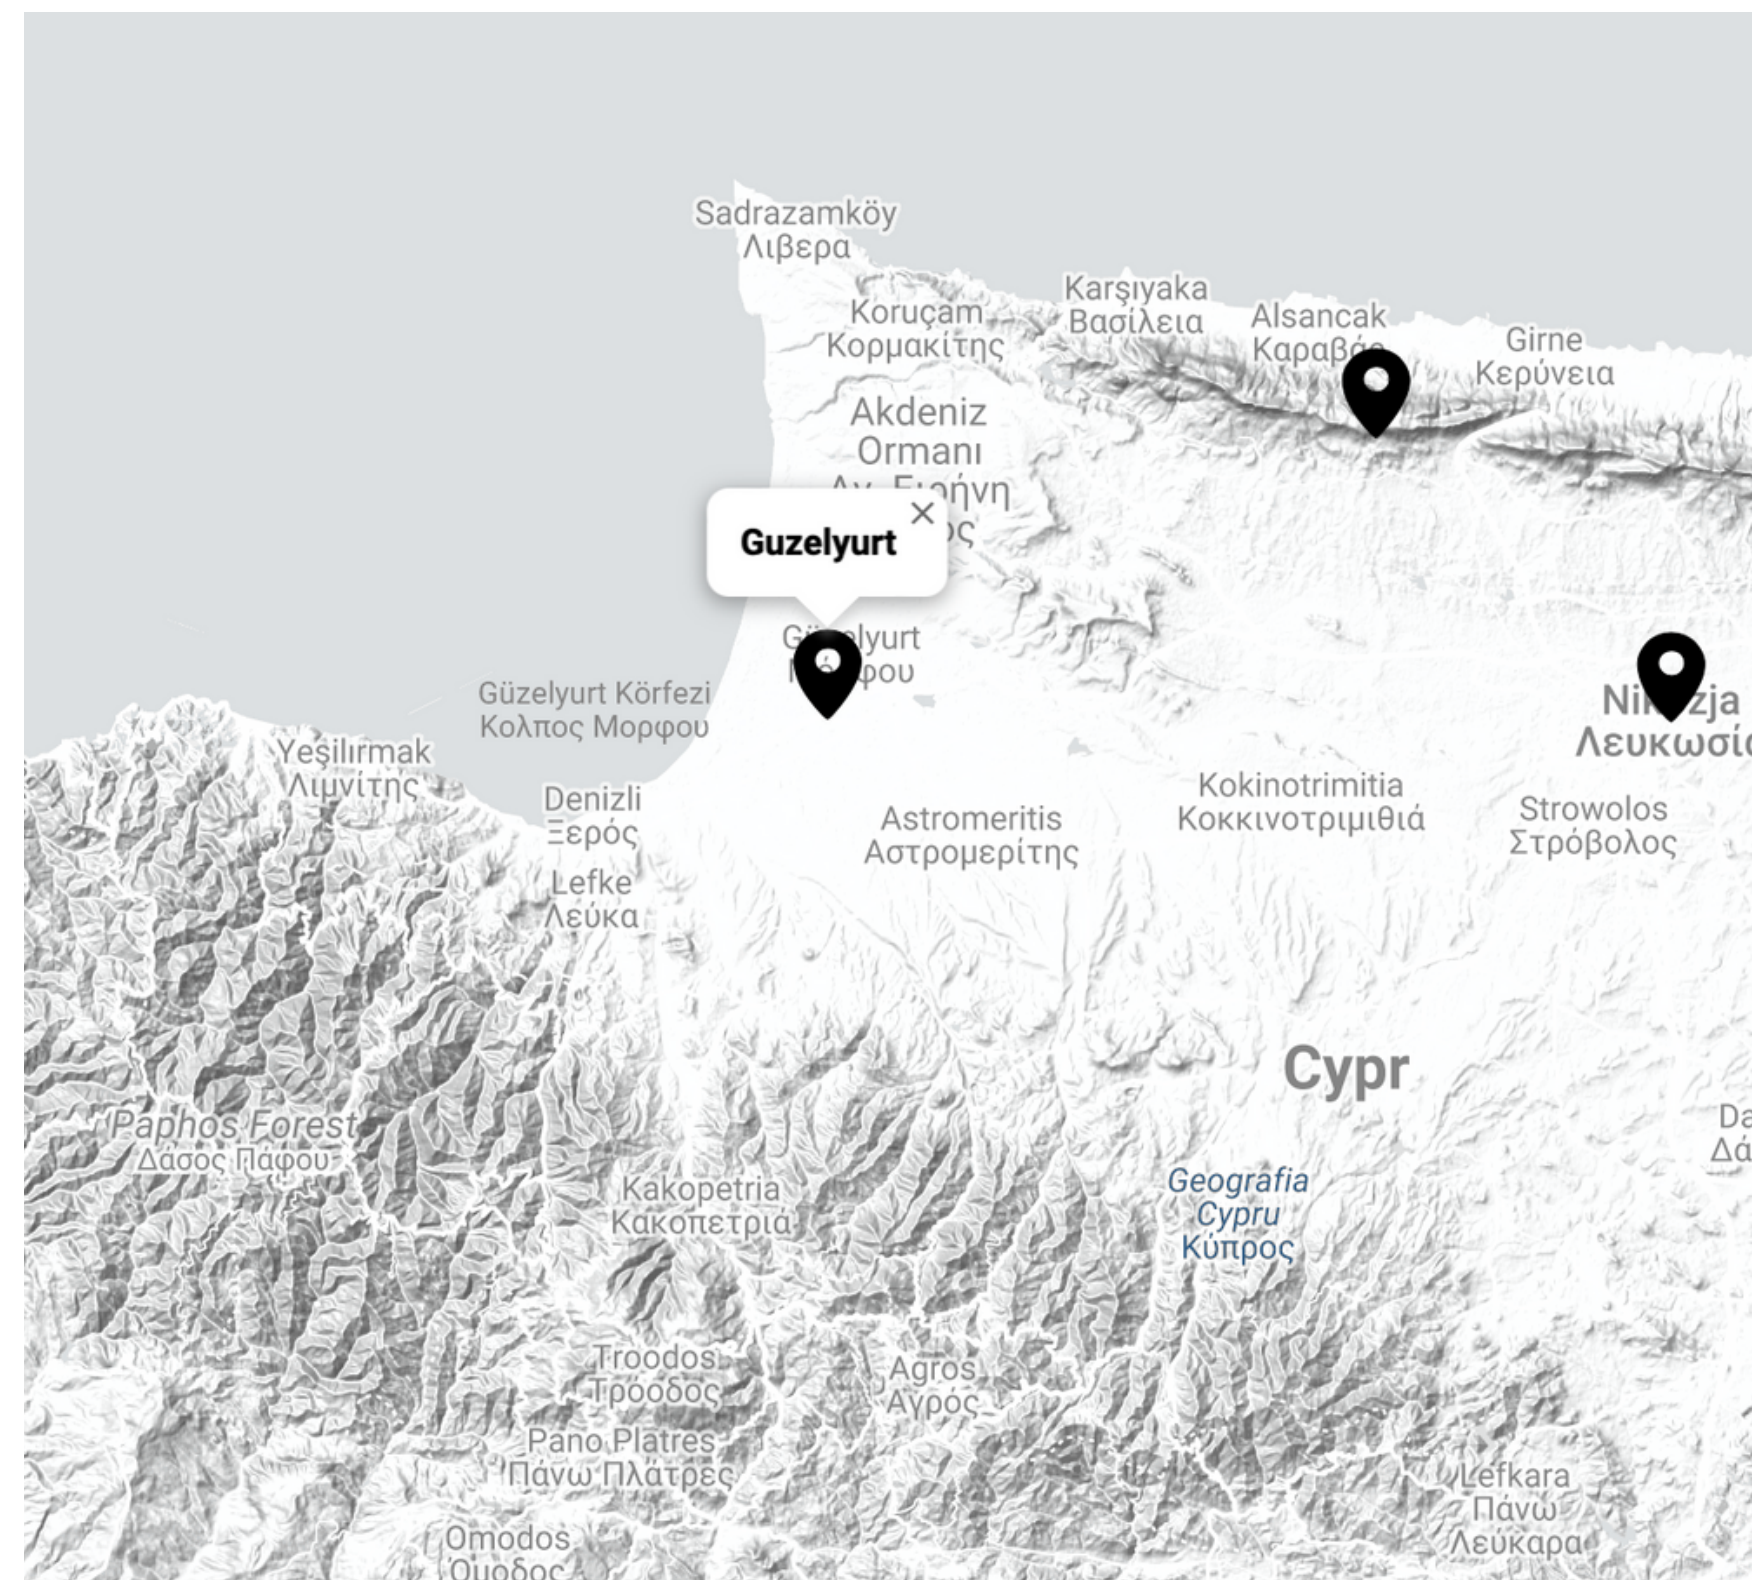 Sadrazamköy
Λιβερα
Karşıyaka
Βασίλεια
Koruçam
Κορμακίτης
Alsancak
Girne
Κερύνεια
Akdeniz
Ormanı
Guzelyurt
Güzelyurt Körfezi
Κολπος Μορφου
Yeşilırmak
Λιμνίτης
Denizli
Ξερός
Lefke
Λεύκα
Astromeritis
Αστρομερίτης
Kokinotrimitia
Κοκκινοτριμιθιά
Strowolos
Στρόβολος
Cypr
Paphos Forest
Δάσος Πάφου
Kakopetria
Κακοπετριά
Geografia
Cypru
Κύπρος
Troodos
Τρόοδος
Agros
Αγρός
Pano Platres
Πάνω Πλάτρες
Lefkara
Πάνω
Λεύκαρα
Omodos